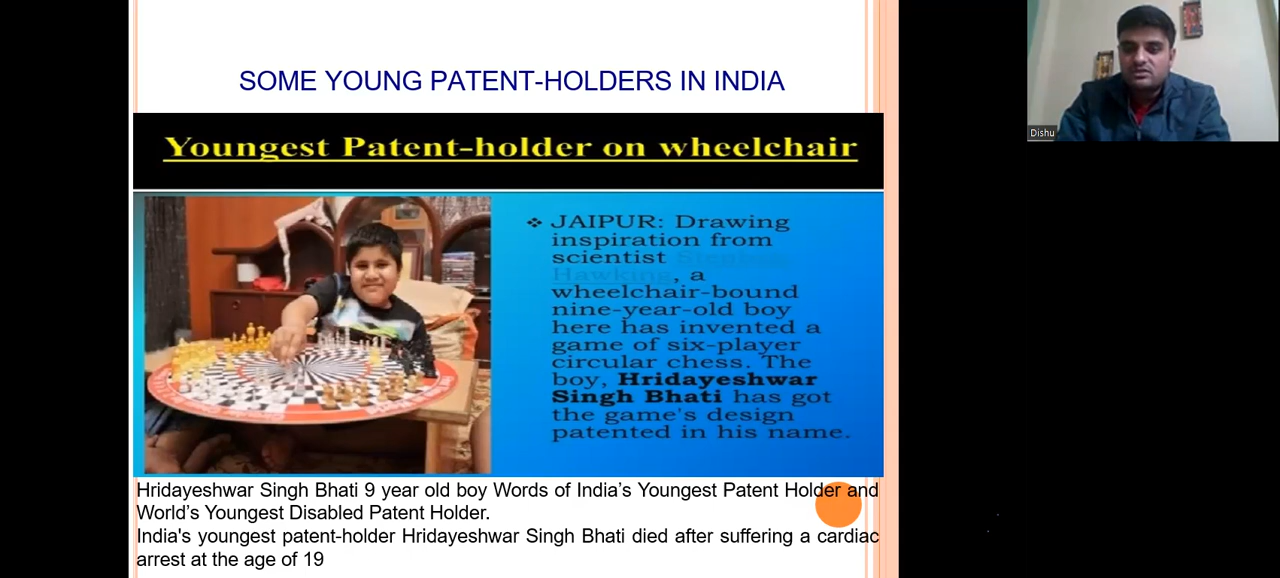 SOME YOUNG PATENT-HOLDERS IN INDIA
Youngest Patent-holder on wheelchair
❖ JAIPUR: Drawing
inspiration from
scientist Stephen
Hawking, a
wheelchair-bound
nine-year-old boy
here has invented a
game of six-player
circular chess. The
boy, Hridayeshwar
Singh Bhati has got
the game's design
patented in his name.
Hridayeshwar Singh Bhati 9 year old boy Words of India’s Youngest Patent Holder and
World’s Youngest Disabled Patent Holder.
India's youngest patent-holder Hridayeshwar Singh Bhati died after suffering a cardiac
arrest at the age of 19
Dishu